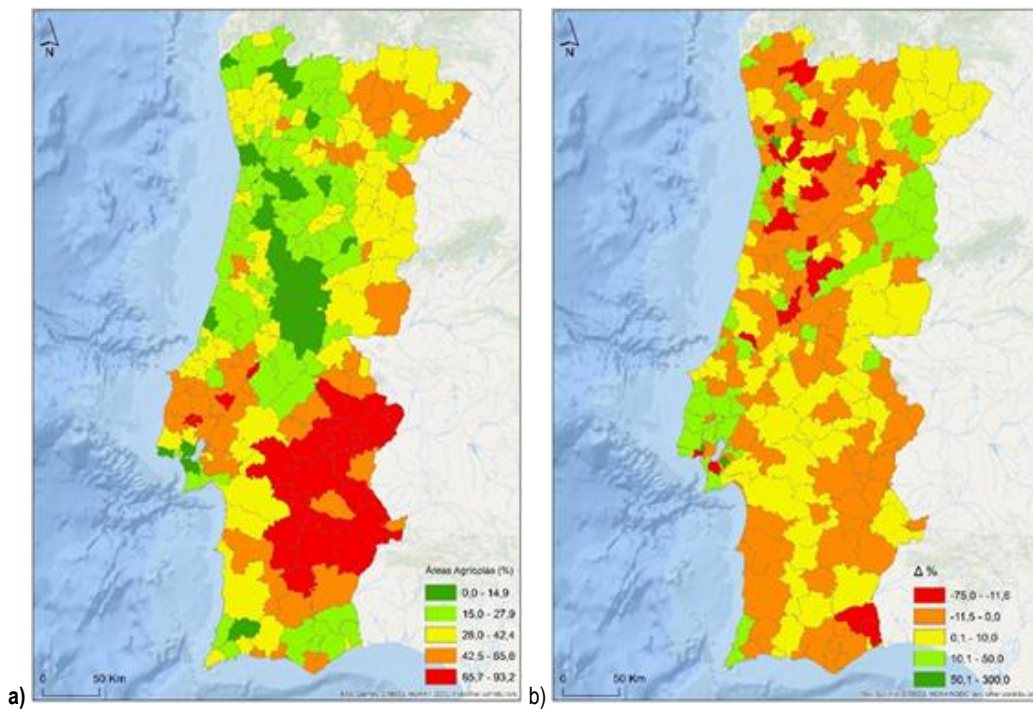 N
Áreas Agrícolas (%)
0,0 - 14,9
15,0 - 27,9
28,0 - 42,4
42,5 - 65,6
65,7 - 93,2
0
50 Km
a)
N
Δ %
-75,0 - -11,6
-11,5 - 0,0
0,1 - 10,0
10,1 - 50,0
50,1 - 300,0
0
50 Km
b)